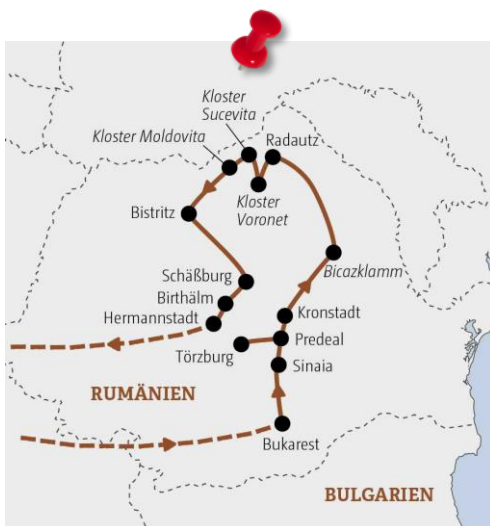 Kloster
Sucevita
Kloster Moldovita
Radautz
Kloster
Voronet
Bistritz
Bicazklamm
Schäßburg
Birthälm
Hermannstadt
Kronstadt
Predeal
Törzburg
Sinaia
RUMÄNIEN
Bukarest
BULGARIEN